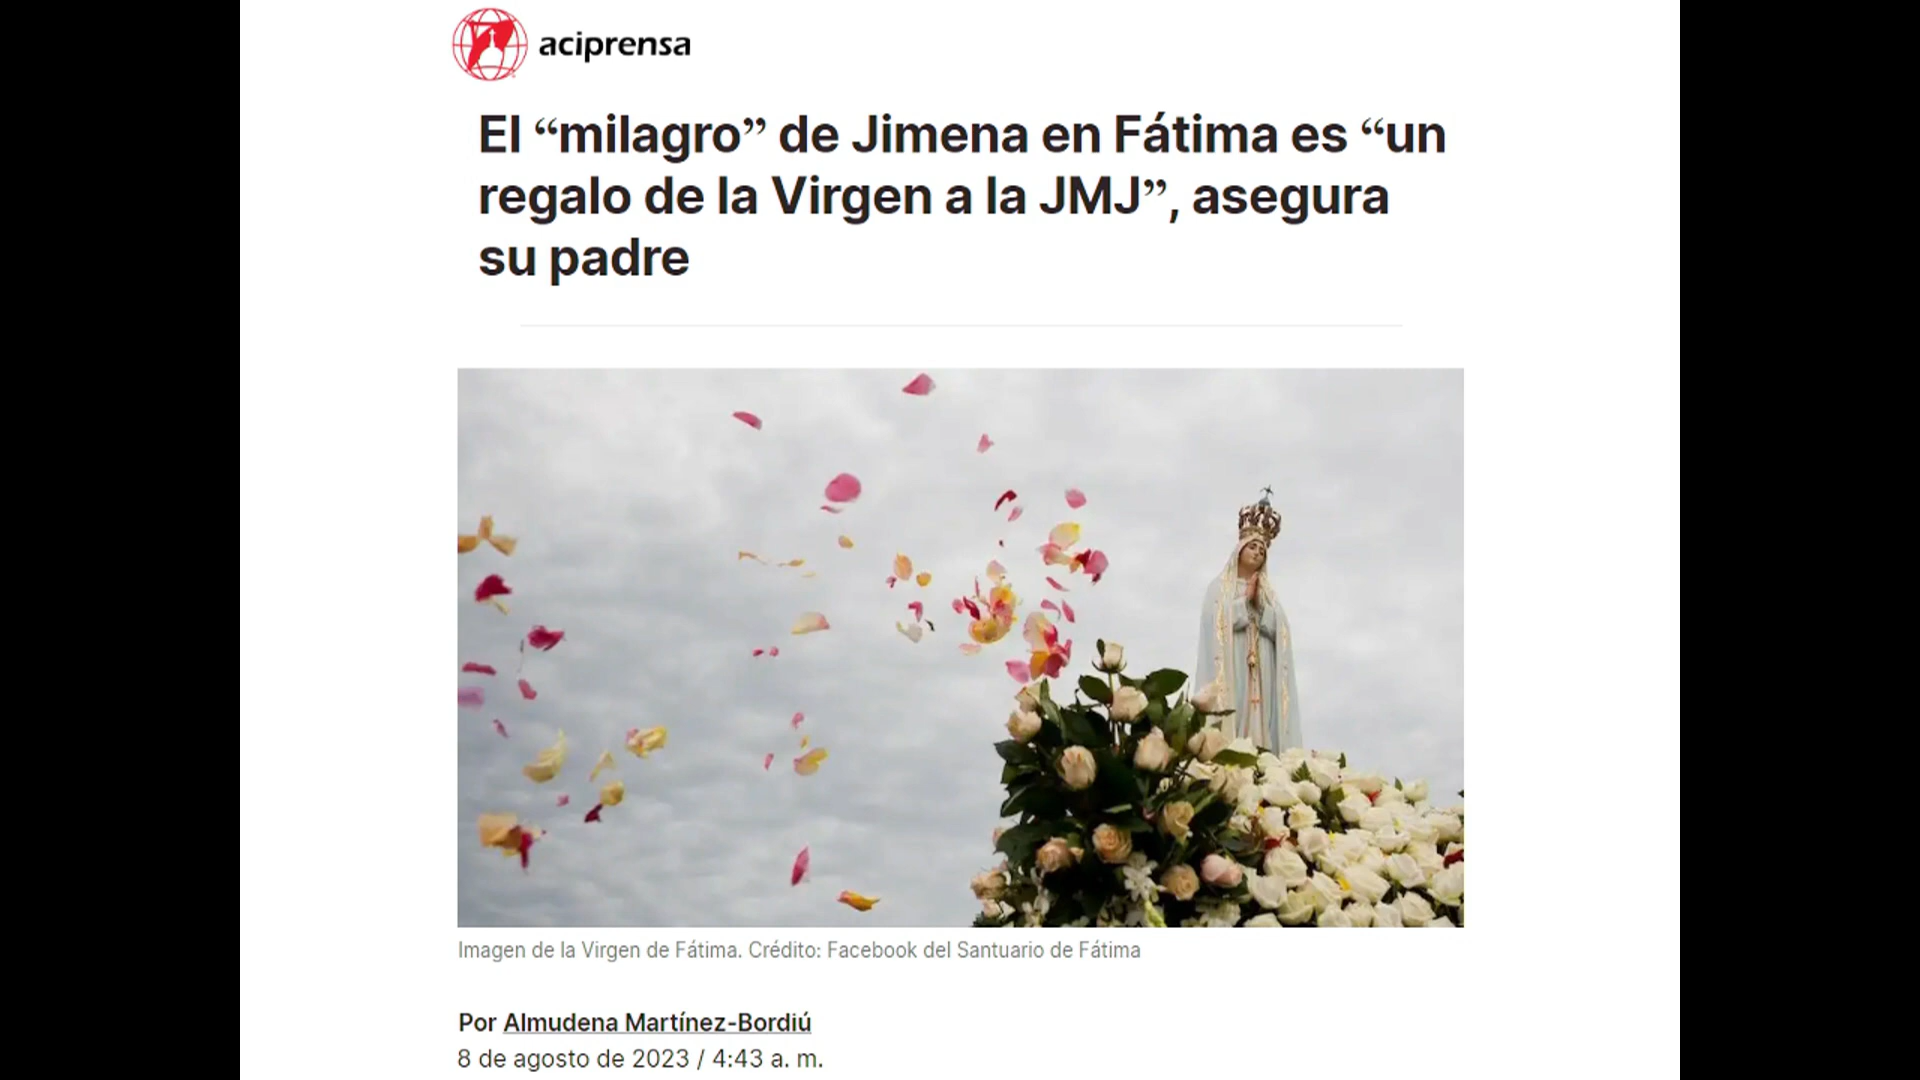 aciprensa
El “milagro” de Jimena en Fátima es “un
regalo de la Virgen a la JMJ”, asegura
su padre
Imagen de la Virgen de Fátima. Crédito: Facebook del Santuario de Fátima
Por Almudena Martínez-Bordiú
8 de agosto de 2023 / 4:43 a. m.